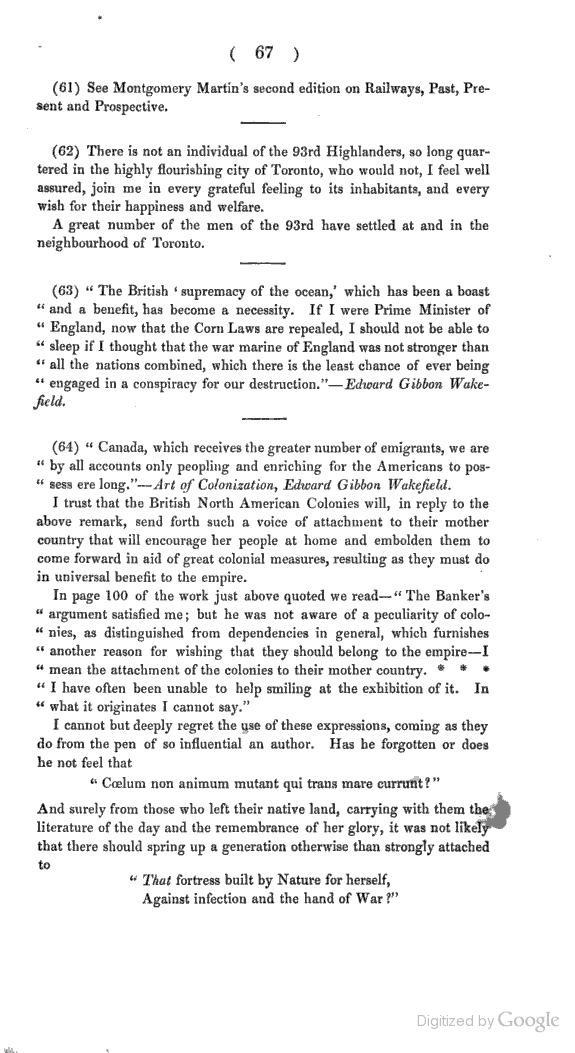 ( 67 )
(61) See Montgomery Martin's second edition on Railways, Past, Pre-
sent and Prospective.
(62) There is not an individual of the 93rd Highlanders, so long quar-
tered in the highly flourishing city of Toronto, who would not, I feel well
assured, join me in every grateful feeling to its inhabitants, and every
wish for their happiness and welfare.
A great number of the men of the 93rd have settled at and in the
neighbourhood of Toronto.
(63) “ The British ‘ supremacy of the ocean,’ which has been a boast
“ and a benefit, has become a necessity. If I were Prime Minister of
“ England, now that the Corn Laws are repealed, I should not be able to
“ sleep if I thought that the war marine of England was not stronger than
“ all the nations combined, which there is the least chance of ever being
“ engaged in a conspiracy for our destruction.”—Edward Gibbon Wake-
field.
(64) “ Canada, which receives the greater number of emigrants, we are
“ by all accounts only peopling and enriching for the Americans to pos-
“ sess ere long.”—Art of Colonization, Edward Gibbon Wakefield.
I trust that the British North American Colonies will, in reply to the
above remark, send forth such a voice of attachment to their mother
country that will encourage her people at home and embolden them to
come forward in aid of great colonial measures, resulting as they must do
in universal benefit to the empire.
In page 100 of the work just above quoted we read—“ The Banker's
“ argument satisfied me ; but he was not aware of a peculiarity of colo-
“ nies, as distinguished from dependencies in general, which furnishes
“ another reason for wishing that they should belong to the empire—I
“ mean the attachment of the colonies to their mother country. * * *
“ I have often been unable to help smiling at the exhibition of it. In
“ what it originates I cannot say.”
I cannot but deeply regret the use of these expressions, coming as they
do from the pen of so influential an author. Has he forgotten or does
he not feel that
“ Cœlum non animum mutant qui trans mare currunt ?”
And surely from those who left their native land, carrying with them the
literature of the day and the remembrance of her glory, it was not likely
that there should spring up a generation otherwise than strongly attached
to
“ That fortress built by Nature for herself,
Against infection and the hand of War ?”
Digitized by Google